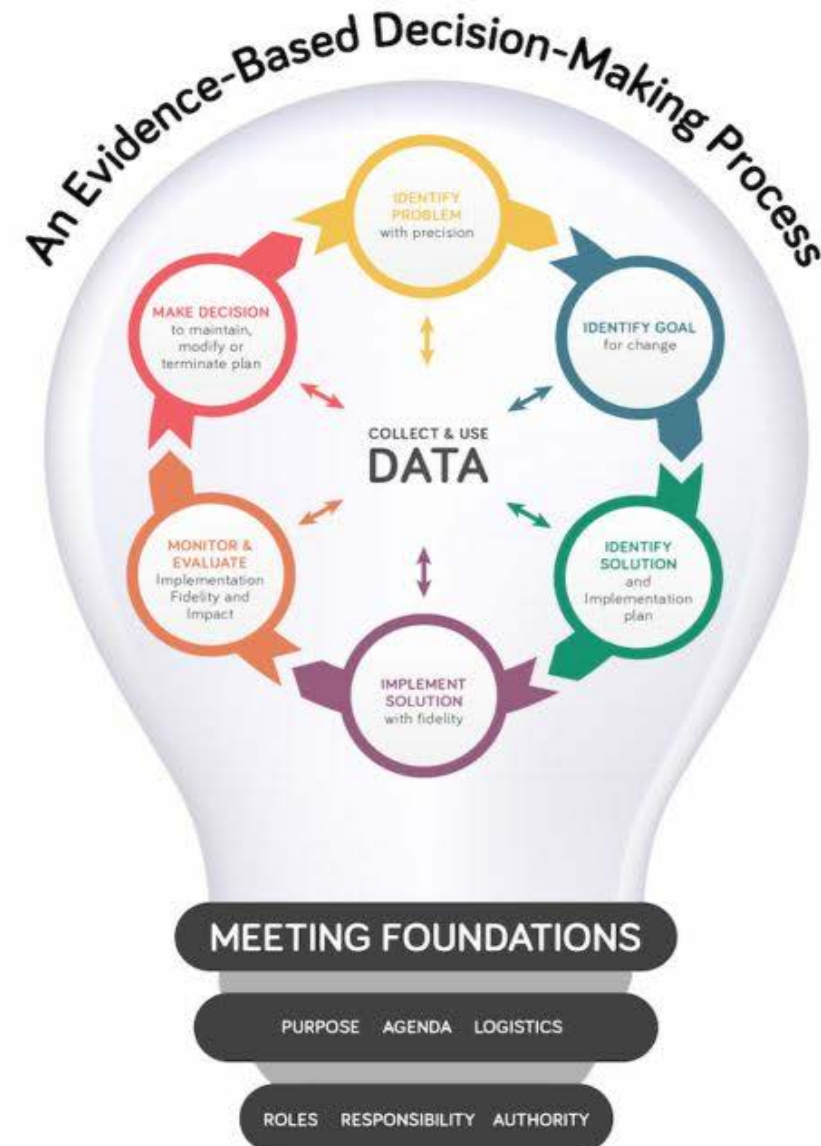 An Evidence-Based Decision-Making Process
IDENTIFY
PROBLEM
with precision
IDENTIFY GOAL
for change
IDENTIFY
SOLUTION
and
Implementation
plan
IMPLEMENT
SOLUTION
with fidelity
MONITOR &
EVALUATE
Implementation
Fidelity and
Impact
MAKE DECISION
to maintain,
modify or
terminate plan
COLLECT & USE
DATA
MEETING FOUNDATIONS
PURPOSE AGENDA LOGISTICS
ROLES RESPONSIBILITY AUTHORITY